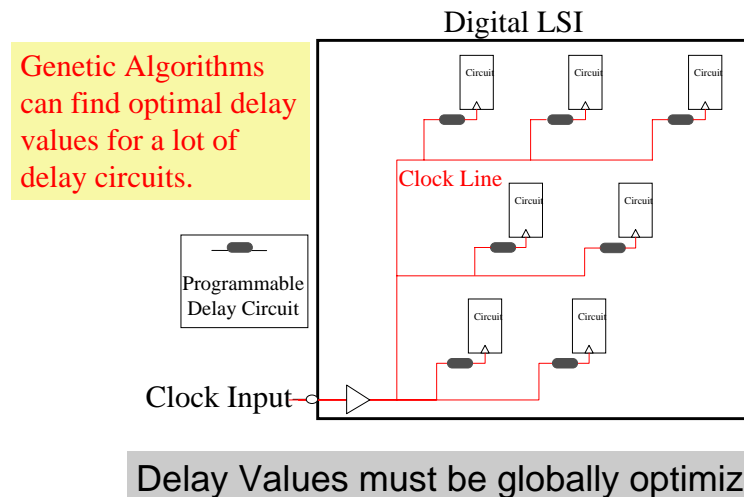 Digital LSI
Genetic Algorithms
can find optimal delay
values for a lot of
delay circuits.
Circuit
Circuit
Circuit
Clock Line
Circuit
Circuit
Programmable
Delay Circuit
Circuit
Circuit
Clock Input
Delay Values must be globally optimiz